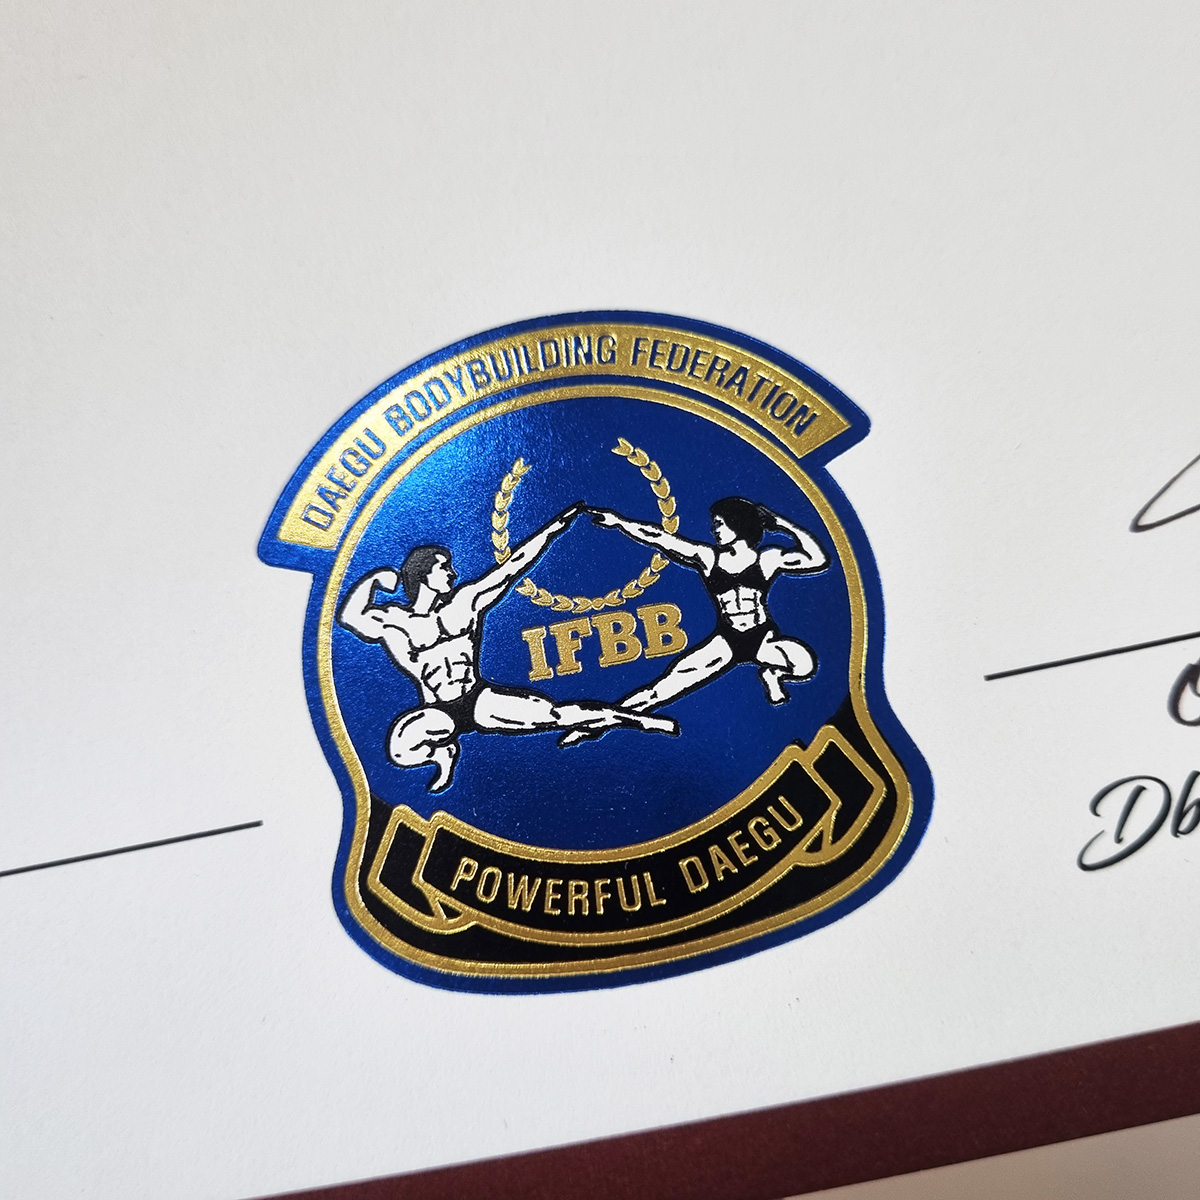 DAEGU BODYBUILDING FEDERATION
IFBB
POWERFUL DAEGU